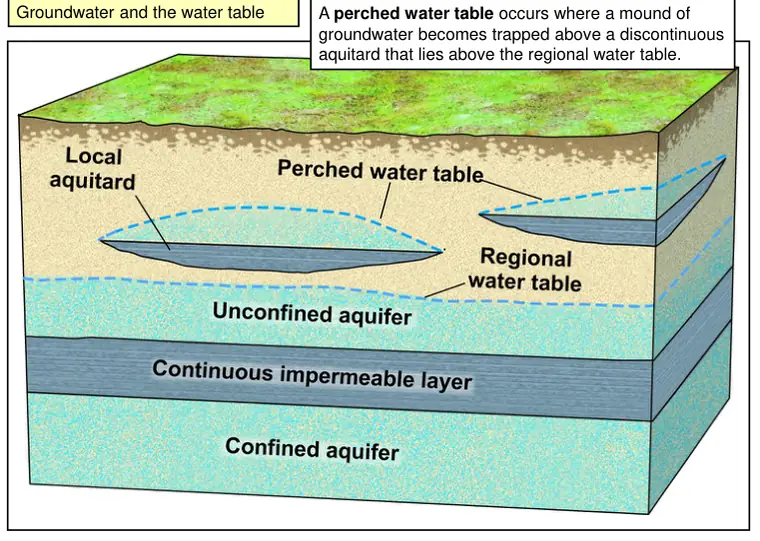 Groundwater and the water table
A perched water table occurs where a mound of
groundwater becomes trapped above a discontinuous
aquitard that lies above the regional water table.
Local
aquitard
Perched water table
Regional
water table
Unconfined aquifer
Continuous impermeable layer
Confined aquifer